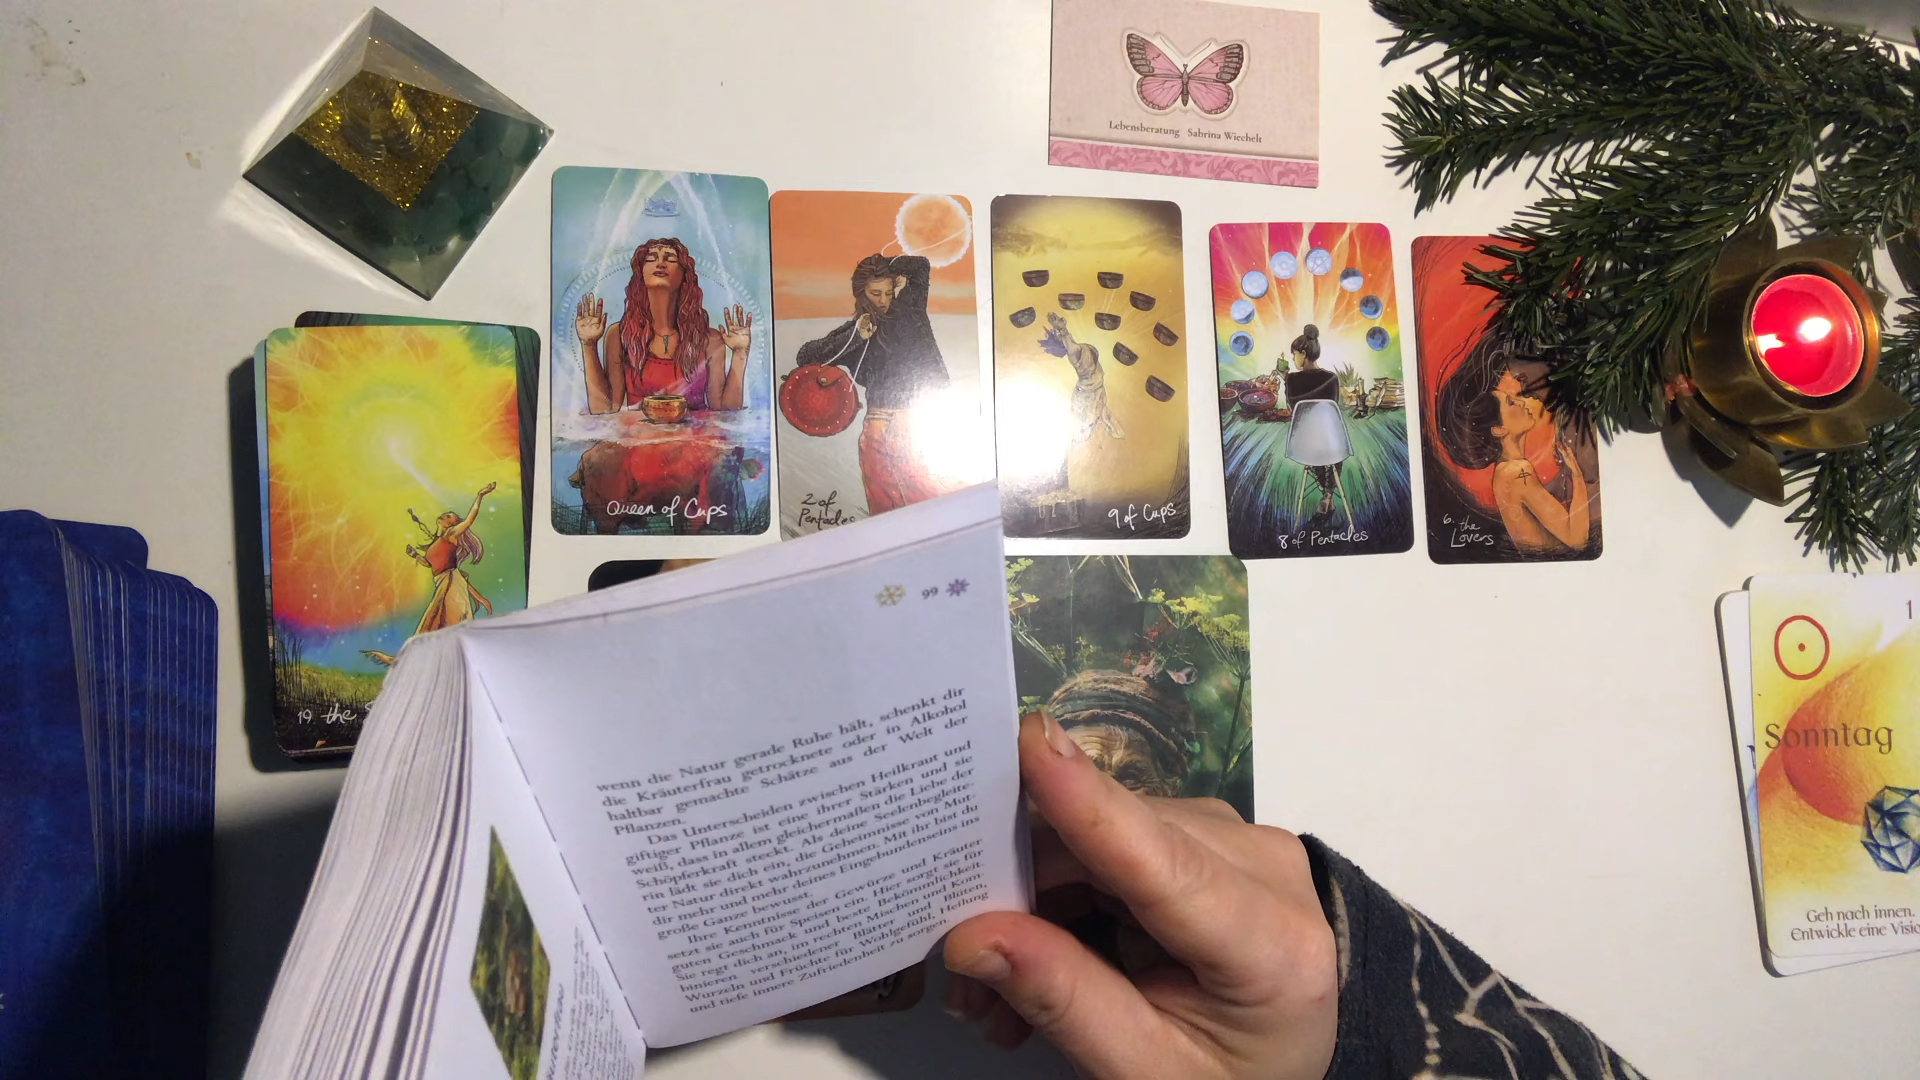 Lebensberatung Sabrina Wiechelt
Queen of Cups
2 of
Pentacles
9 of Cups
8 of Pentacles
6. the
Lovers
19 the
99
wenn die Natur gerade Ruhe hält, schenkt dir
die Kräuterfrau getrocknete oder in Alkohol
haltbar gemachte Schätze aus der Welt der
Pflanzen.
Das Unterscheiden zwischen Heilkraut und
giftiger Pflanze ist eine ihrer Stärken und sie
weiß, dass in allem gleichermaßen die Liebe der
Schöpferkraft steckt. Als deine Seelenbegleite-
rin lädt sie dich ein, die Geheimnisse von Mut-
ter Natur direkt wahrzunehmen. Mit ihr bist du
dir mehr und mehr deines Eingebundenseins ins
große Ganze bewusst.
Ihre Kenntnisse der Gewürze und Kräuter
setzt sie auch für Speisen ein. Hier sorgt sie für
guten Geschmack und beste Bekömmlichkeit.
Sie regt dich an, im rechten Mischen und Kom-
binieren verschiedener Blätter und Blüten,
Wurzeln und Früchte für Wohlgefühl, Heilung
und tiefe innere Zufriedenheit zu sorgen.
1
Sonntag
Geh nach innen.
Entwickle eine Visio